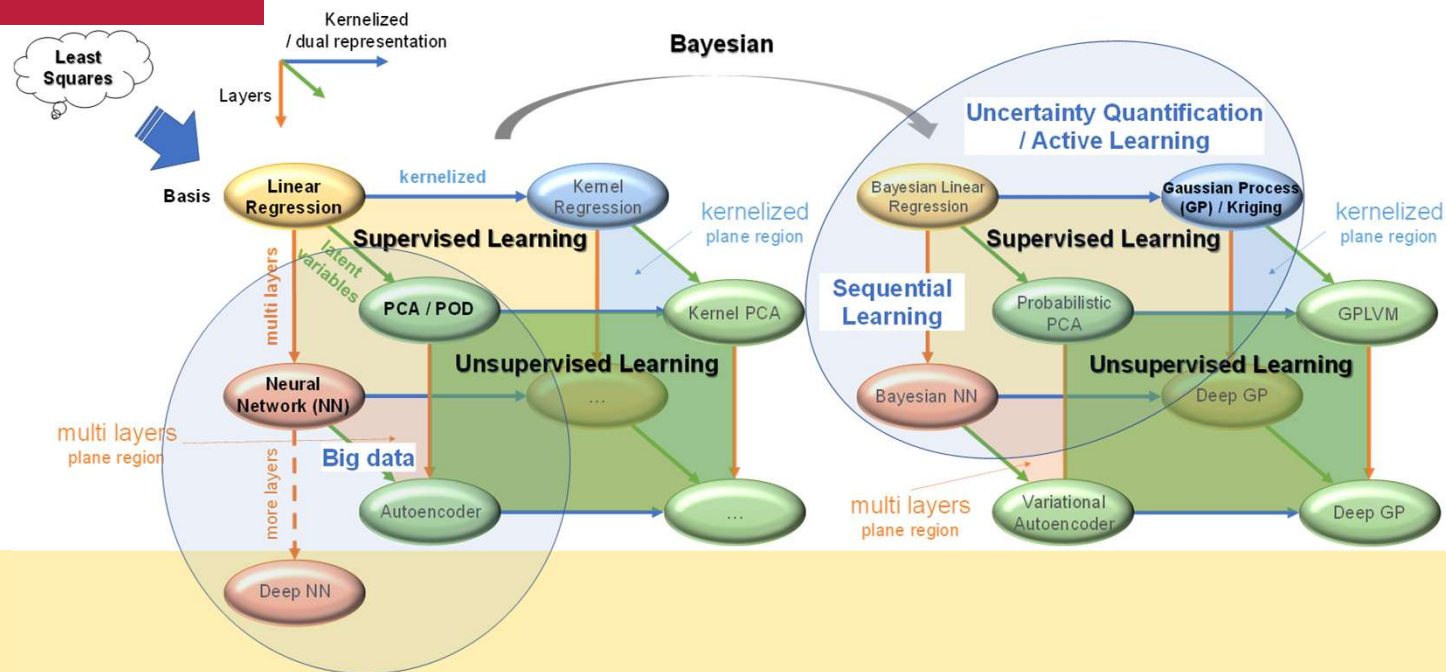 Kernelized
/ dual representation
Layers
Least
Squares
Bayesian
Uncertainty Quantification
/ Active Learning
Basis
Linear
Regression
kernelized
Kernel
Regression
kernelized
plane region
Supervised Learning
latent
variables
multi layers
PCA / POD
Kernel PCA
Unsupervised Learning
Neural
Network (NN)
...
multi layers
plane region
Big data
more layers
Autoencoder
...
Deep NN
Bayesian Linear
Regression
Gaussian Process
(GP) / Kriging
kernelized
plane region
Supervised Learning
Sequential
Learning
Probabilistic
PCA
GPLVM
Unsupervised Learning
Bayesian NN
Deep GP
multi layers
plane region
Variational
Autoencoder
Deep GP